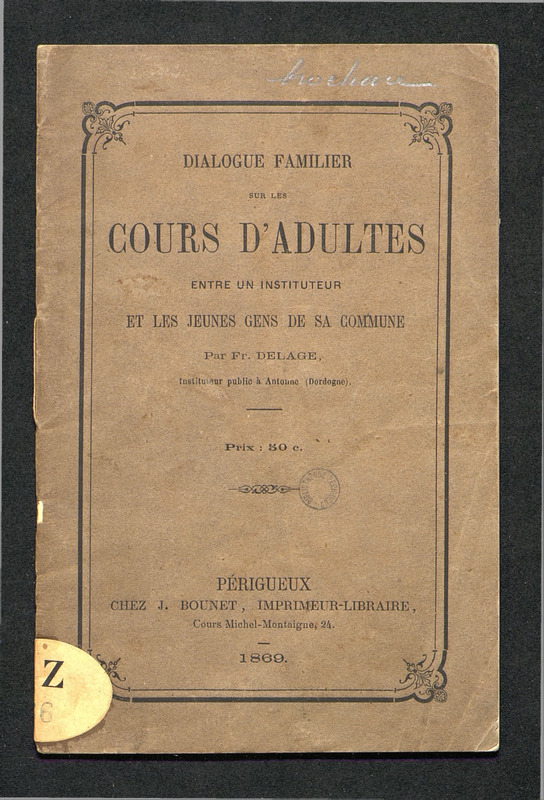 DIALOGUE FAMILIER
SUR LES
COURS D'ADULTES
ENTRE UN INSTITUTEUR
ET LES JEUNES GENS DE SA COMMUNE
Par Fr. DELAGE,
Instituteur public à Antonne (Dordogne).
Prix : 50 c.
PÉRIGUEUX
CHEZ J. BOUNET, IMPRIMEUR-LIBRAIRE,
Cours Michel-Montaigne, 24.
1869.
Z
6